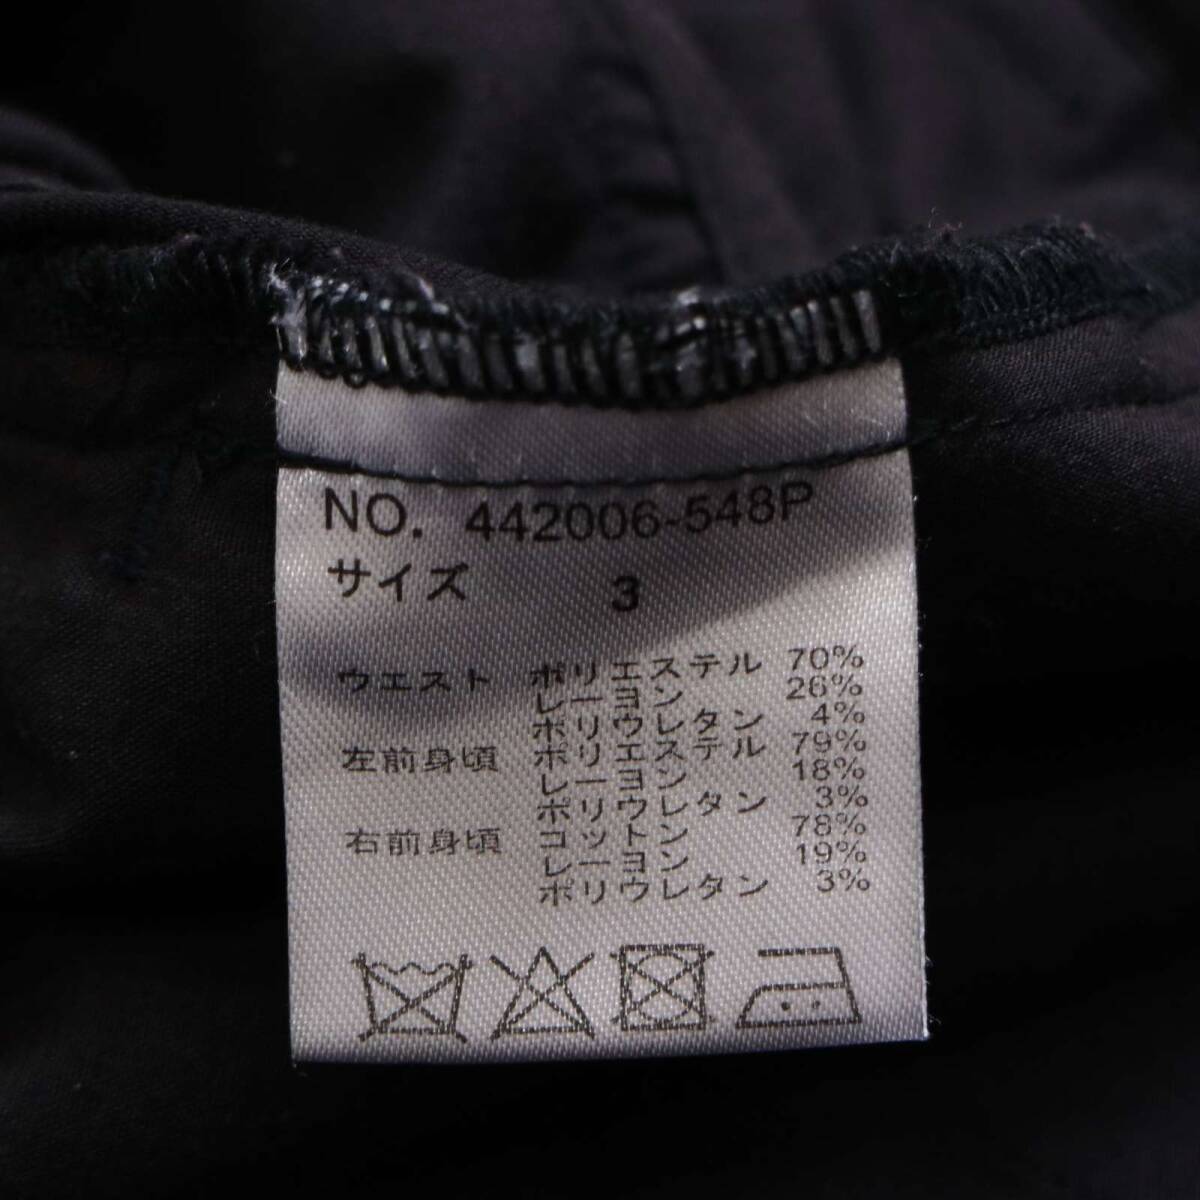 NO. 442006-548P
サイズ 3
ウエスト ポリエステル 70%
レーヨン 26%
ポリウレタン 4%
左前身頃 ポリエステル 79%
レーヨン 18%
ポリウレタン 3%
右前身頃 コットン 78%
レーヨン 19%
ポリウレタン 3%